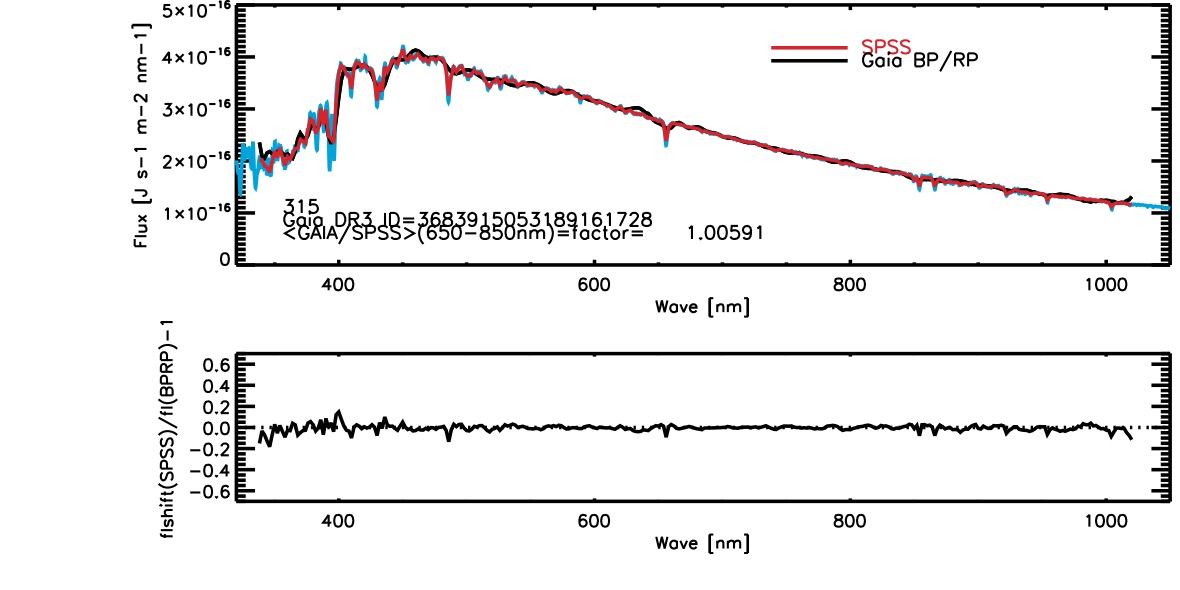 5×10−16
4×10−16
3×10−16
2×10−16
1×10−16
0
Flux [J s−1 m−2 nm−1]
SPSS
Gaia BP/RP
315
Gaia DR3 ID=3683915053189161728
<GAIA/SPSS>(650−850nm)=factor= 1.00591
400 600 800 1000
Wave [nm]
0.6
0.4
0.2
0.0
−0.2
−0.4
−0.6
flshift(SPSS)/fl(BPRP)−1
400 600 800 1000
Wave [nm]